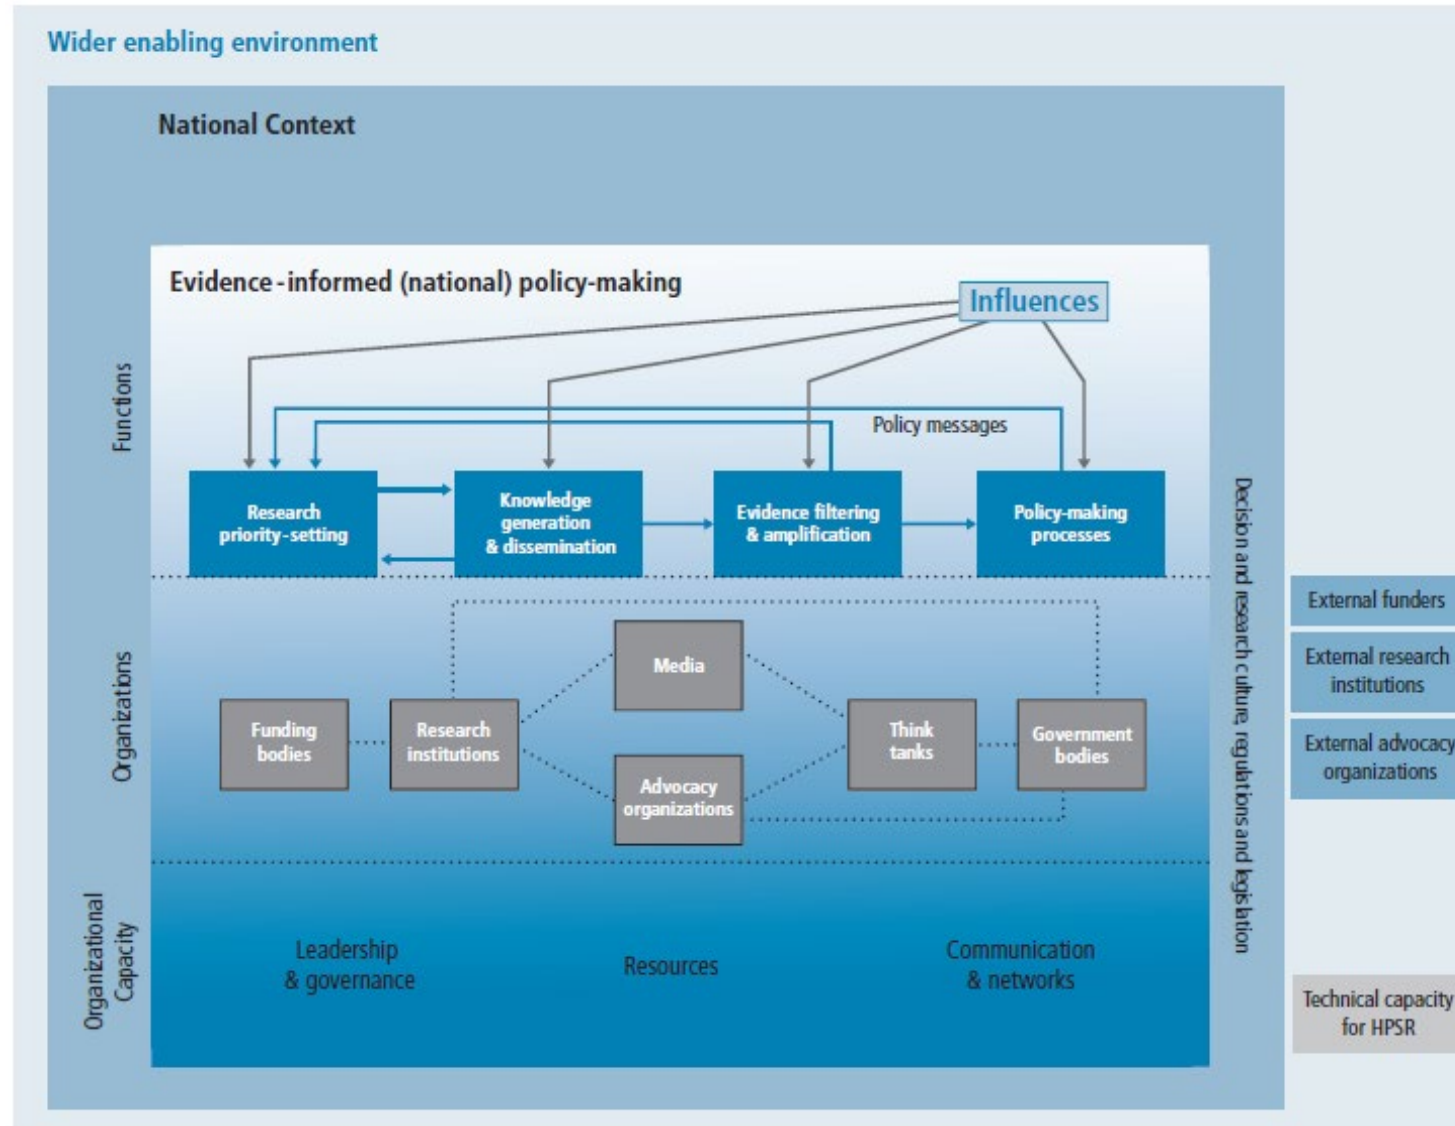 Wider enabling environment
National Context
Evidence-informed (national) policy-making
Influences
Functions
Policy messages
Research
priority-setting
Knowledge
generation
& dissemination
Evidence filtering
& amplification
Policy-making
processes
Organizations
Media
Funding
bodies
Research
institutions
Think
tanks
Government
bodies
Advocacy
organizations
Organizational
Capacity
Leadership
& governance
Resources
Communication
& networks
Decision and research culture, regulations and legislation
External funders
External research
institutions
External advocacy
organizations
Technical capacity
for HPSR